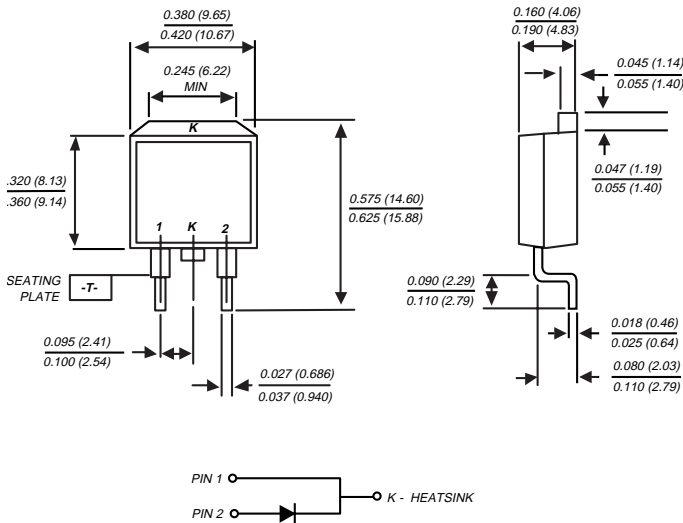 0.380 (9.65)
0.420 (10.67)
0.245 (6.22)
MIN
K
.320 (8.13)
.360 (9.14)
0.575 (14.60)
0.625 (15.88)
1 K 2
SEATING
PLATE
-T-
0.095 (2.41)
0.100 (2.54)
0.027 (0.686)
0.037 (0.940)
0.160 (4.06)
0.190 (4.83)
0.045 (1.14)
0.055 (1.40)
0.047 (1.19)
0.055 (1.40)
0.090 (2.29)
0.110 (2.79)
0.018 (0.46)
0.025 (0.64)
0.080 (2.03)
0.110 (2.79)
PIN 1
PIN 2
K - HEATSINK